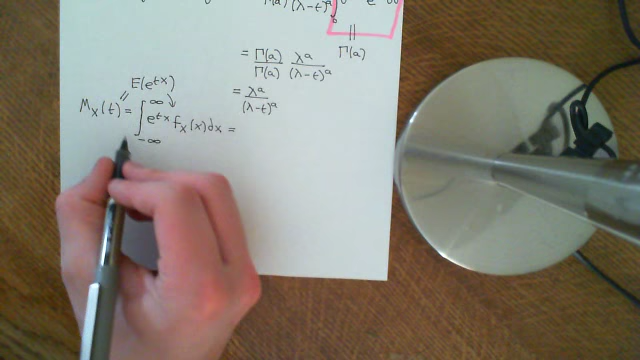 Γ(a) (λ-t)^a
= Γ(a)/Γ(a) λ^a/(λ-t)^a
Γ(a)
= λ^a/(λ-t)^a
E(e^{tx})
M_X(t) = ∫_{-∞}^{∞} e^{tx} f_X(x)dx =